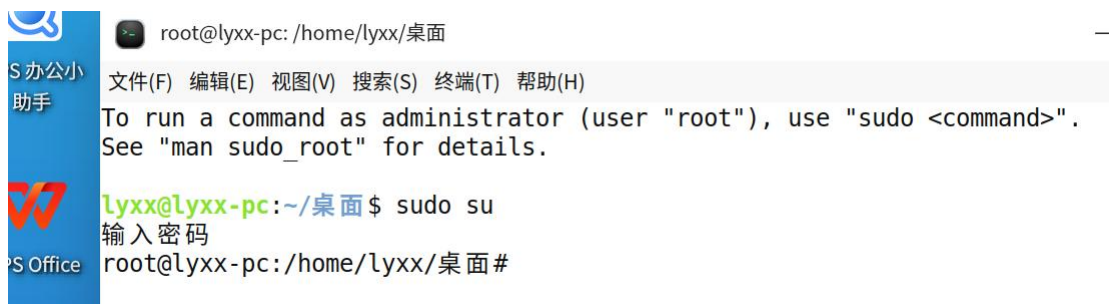 root@lyxx-pc: /home/lyxx/桌面
文件(F) 编辑(E) 视图(V) 搜索(S) 终端(T) 帮助(H)
S 办公小
助手
To run a command as administrator (user "root"), use "sudo <command>".
See "man sudo_root" for details.
lyxx@lyxx-pc:~/桌面$ sudo su
输入密码
PS Office
root@lyxx-pc:/home/lyxx/桌面#